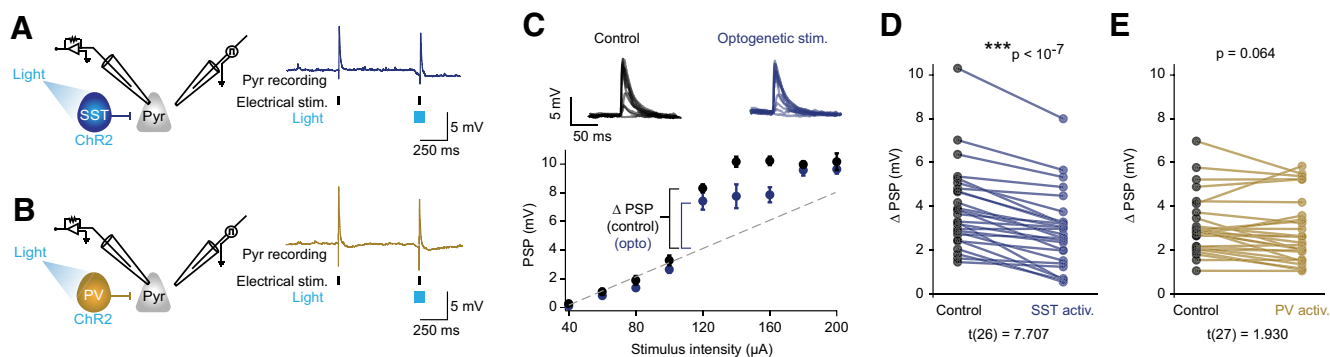 A
Light
SST
ChR2
Pyr
Pyr recording
Electrical stim.
Light
5 mV
250 ms
B
Light
PV
ChR2
Pyr
Pyr recording
Electrical stim.
Light
5 mV
250 ms
C
Control
Optogenetic stim.
5 mV
50 ms
PSP (mV)
10
8
6
4
2
0
Δ PSP
(control)
(opto)
40 60 80 100 120 140 160 180 200
Stimulus intensity (μA)
D
*** p < 10-7
Δ PSP (mV)
10
8
6
4
2
0
Control SST activ.
t(26) = 7.707
E
p = 0.064
Δ PSP (mV)
10
8
6
4
2
0
Control PV activ.
t(27) = 1.930